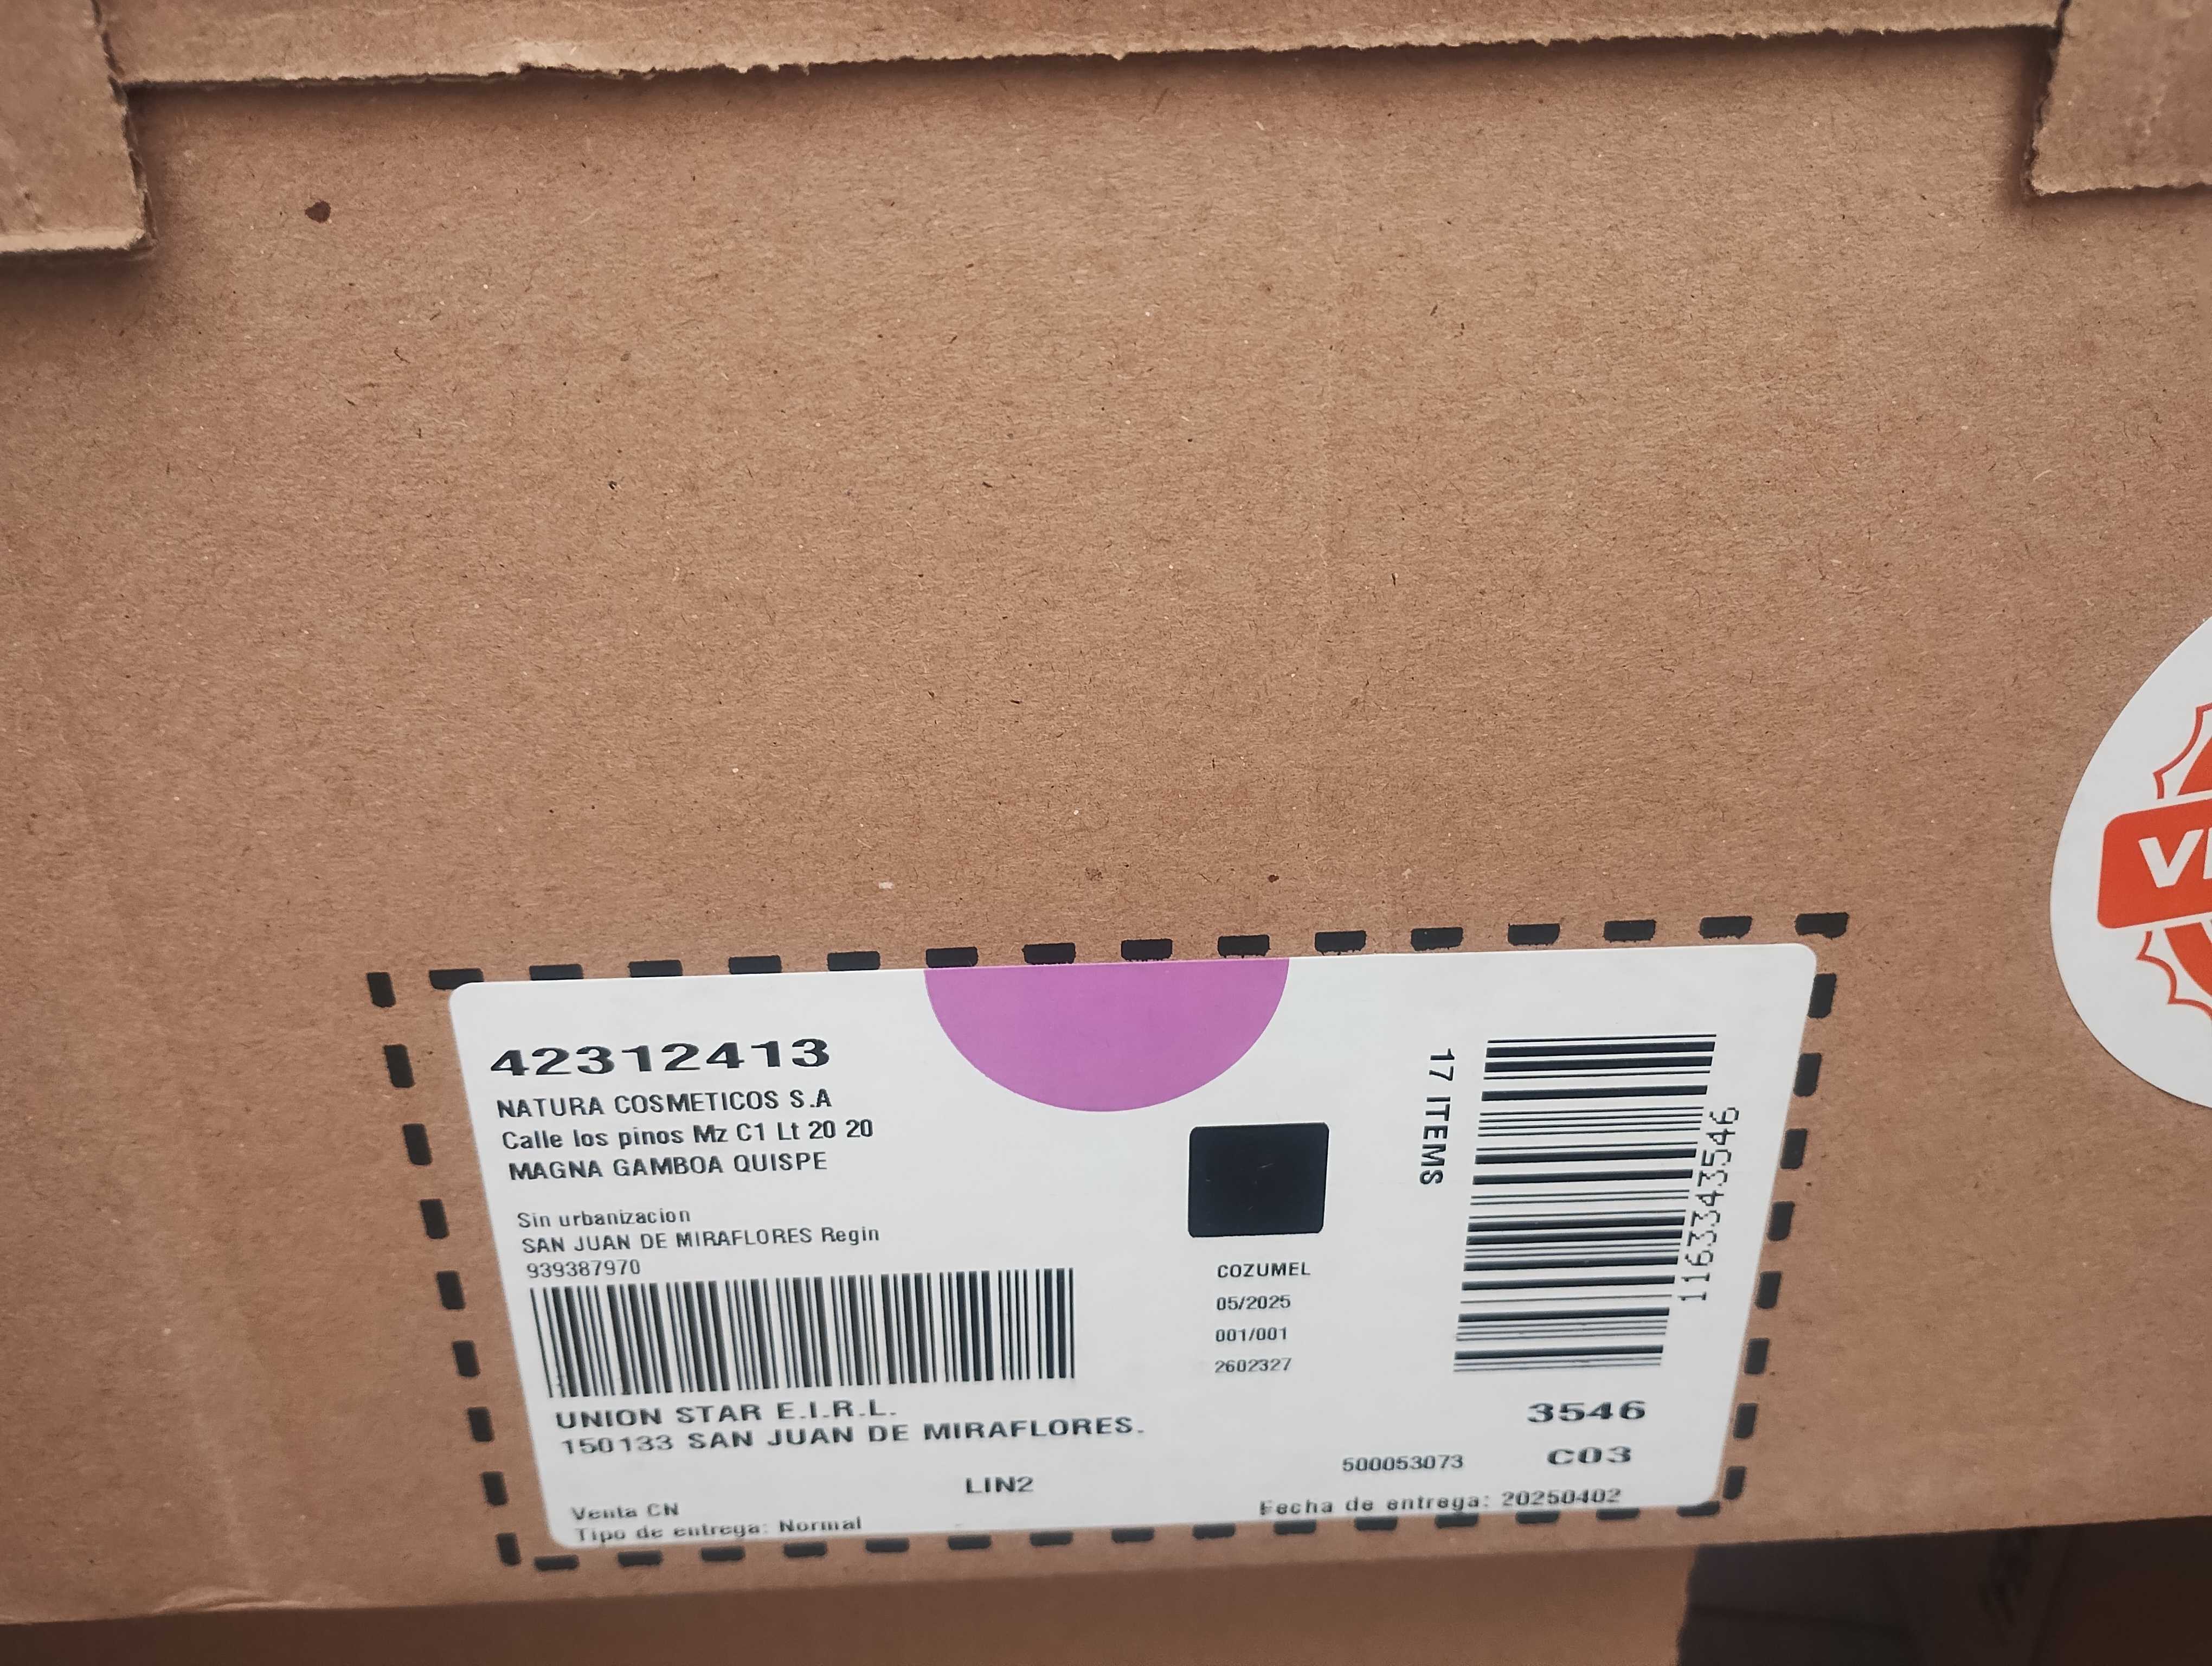 42312413
NATURA COSMETICOS S.A
Calle los pinos Mz C1 Lt 20 20
MAGNA GAMBOA QUISPE
Sin urbanizacion
SAN JUAN DE MIRAFLORES Regin
939387970
UNION STAR E.I.R.L.
150133 SAN JUAN DE MIRAFLORES.
LIN2
Venta CN
Tipo de entrega: Normal
COZUMEL
05/2025
001/001
2602327
17 ITEMS
1163343546
3546
C03
500053073
Fecha de entrega: 20250402